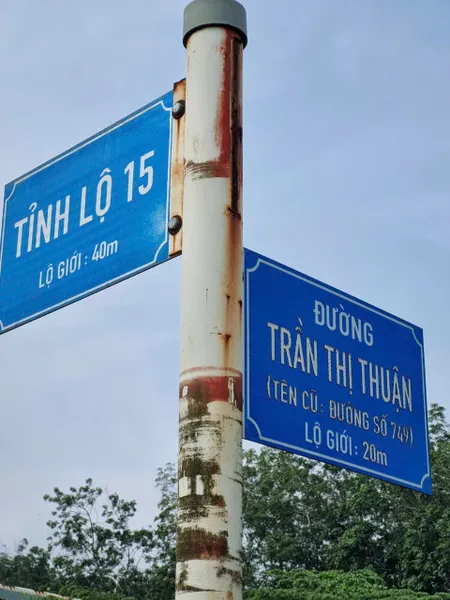 TỈNH LỘ 15
LỘ GIỚI : 40m
ĐƯỜNG
TRẦN THỊ THUẬN
(TÊN CŨ: ĐƯỜNG SỐ 749)
LỘ GIỚI : 20m